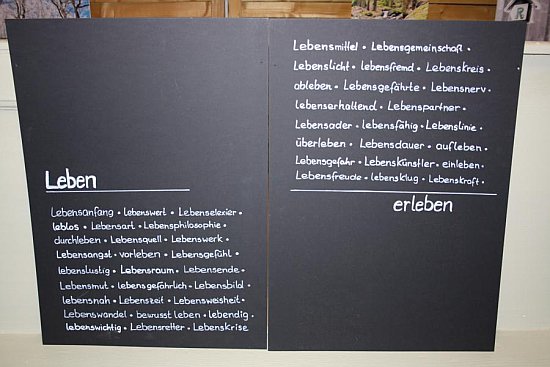 Leben
Lebensanfang • lebenswert • Lebenselexier •
leblos • Lebensart • Lebensphilosophie •
durchleben • Lebensquell • Lebenswerk •
Lebensangst • vorleben • Lebensgefühl •
lebenslustig • Lebensraum • Lebensende •
Lebensmut • lebensgefährlich • Lebensbild •
lebensnah • Lebenszeit • Lebensweisheit •
Lebenswandel • bewusst leben • lebendig •
lebenswichtig • Lebensretter • Lebenskrise
Lebensmittel • Lebensgemeinschaft •
Lebenslicht • lebensfremd • Lebenskreis •
ableben • Lebensgefährte • Lebensnerv •
lebenserhaltend • Lebenspartner •
Lebensader • lebensfähig • Lebenslinie •
überleben • Lebensdauer • aufleben •
Lebensgefahr • Lebenskünstler • einleben •
Lebensfreude • lebensklug • Lebenskraft •
erleben